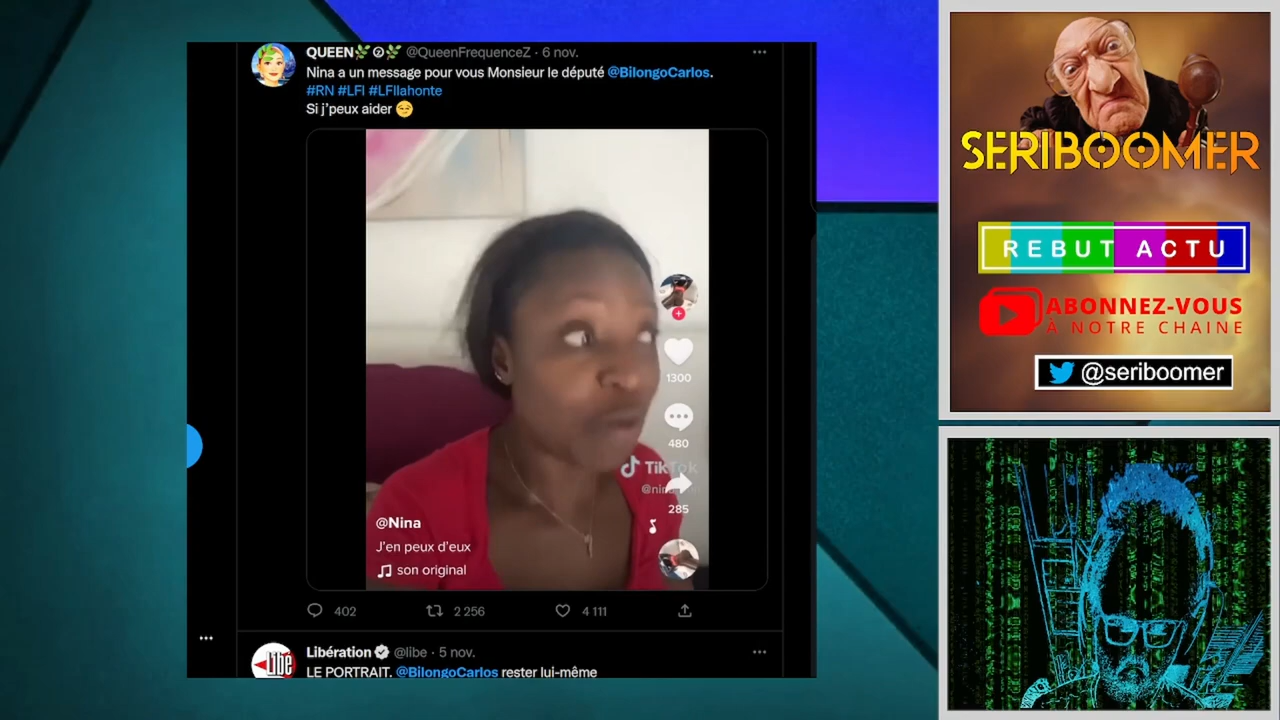 QUEEN🌿②🌿 @QueenFrequenceZ · 6 nov.
Nina a un message pour vous Monsieur le député @BilongoCarlos.
#RN #LFI #LFIlahonte
Si j'peux aider 😏
1300
480
TikTok
285
@Nina
J'en peux d'eux
son original
402
2 256
4 111
Libé
Libération @libe · 5 nov.
LE PORTRAIT. @BilongoCarlos rester lui-même
SERIBOOMER
REBUT ACTU
ABONNEZ-VOUS
À NOTRE CHAINE
@seriboomer